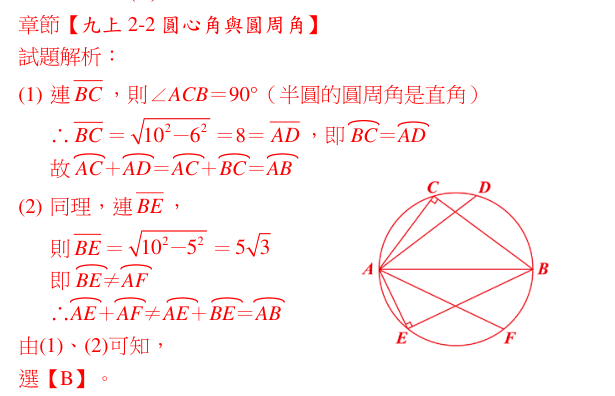 章節【九上 2-2 圓心角與圓周角】
試題解析：
(1) 連 \overline{BC} ，則∠ACB＝90°（半圓的圓周角是直角）
∴ \overline{BC} ＝ \sqrt{10^2－6^2} ＝8＝ \overline{AD} ，即 \overset{\frown}{BC}＝\overset{\frown}{AD}
故 \overset{\frown}{AC}＋\overset{\frown}{AD}＝\overset{\frown}{AC}＋\overset{\frown}{BC}＝\overset{\frown}{AB}
(2) 同理，連 \overline{BE} ，
則 \overline{BE} ＝ \sqrt{10^2－5^2} ＝ 5\sqrt{3}
即 \overset{\frown}{BE}≠\overset{\frown}{AF}
∴\overset{\frown}{AE}＋\overset{\frown}{AF}≠\overset{\frown}{AE}＋\overset{\frown}{BE}＝\overset{\frown}{AB}
由(1)、(2)可知，
選【B】。
C D
A B
E F